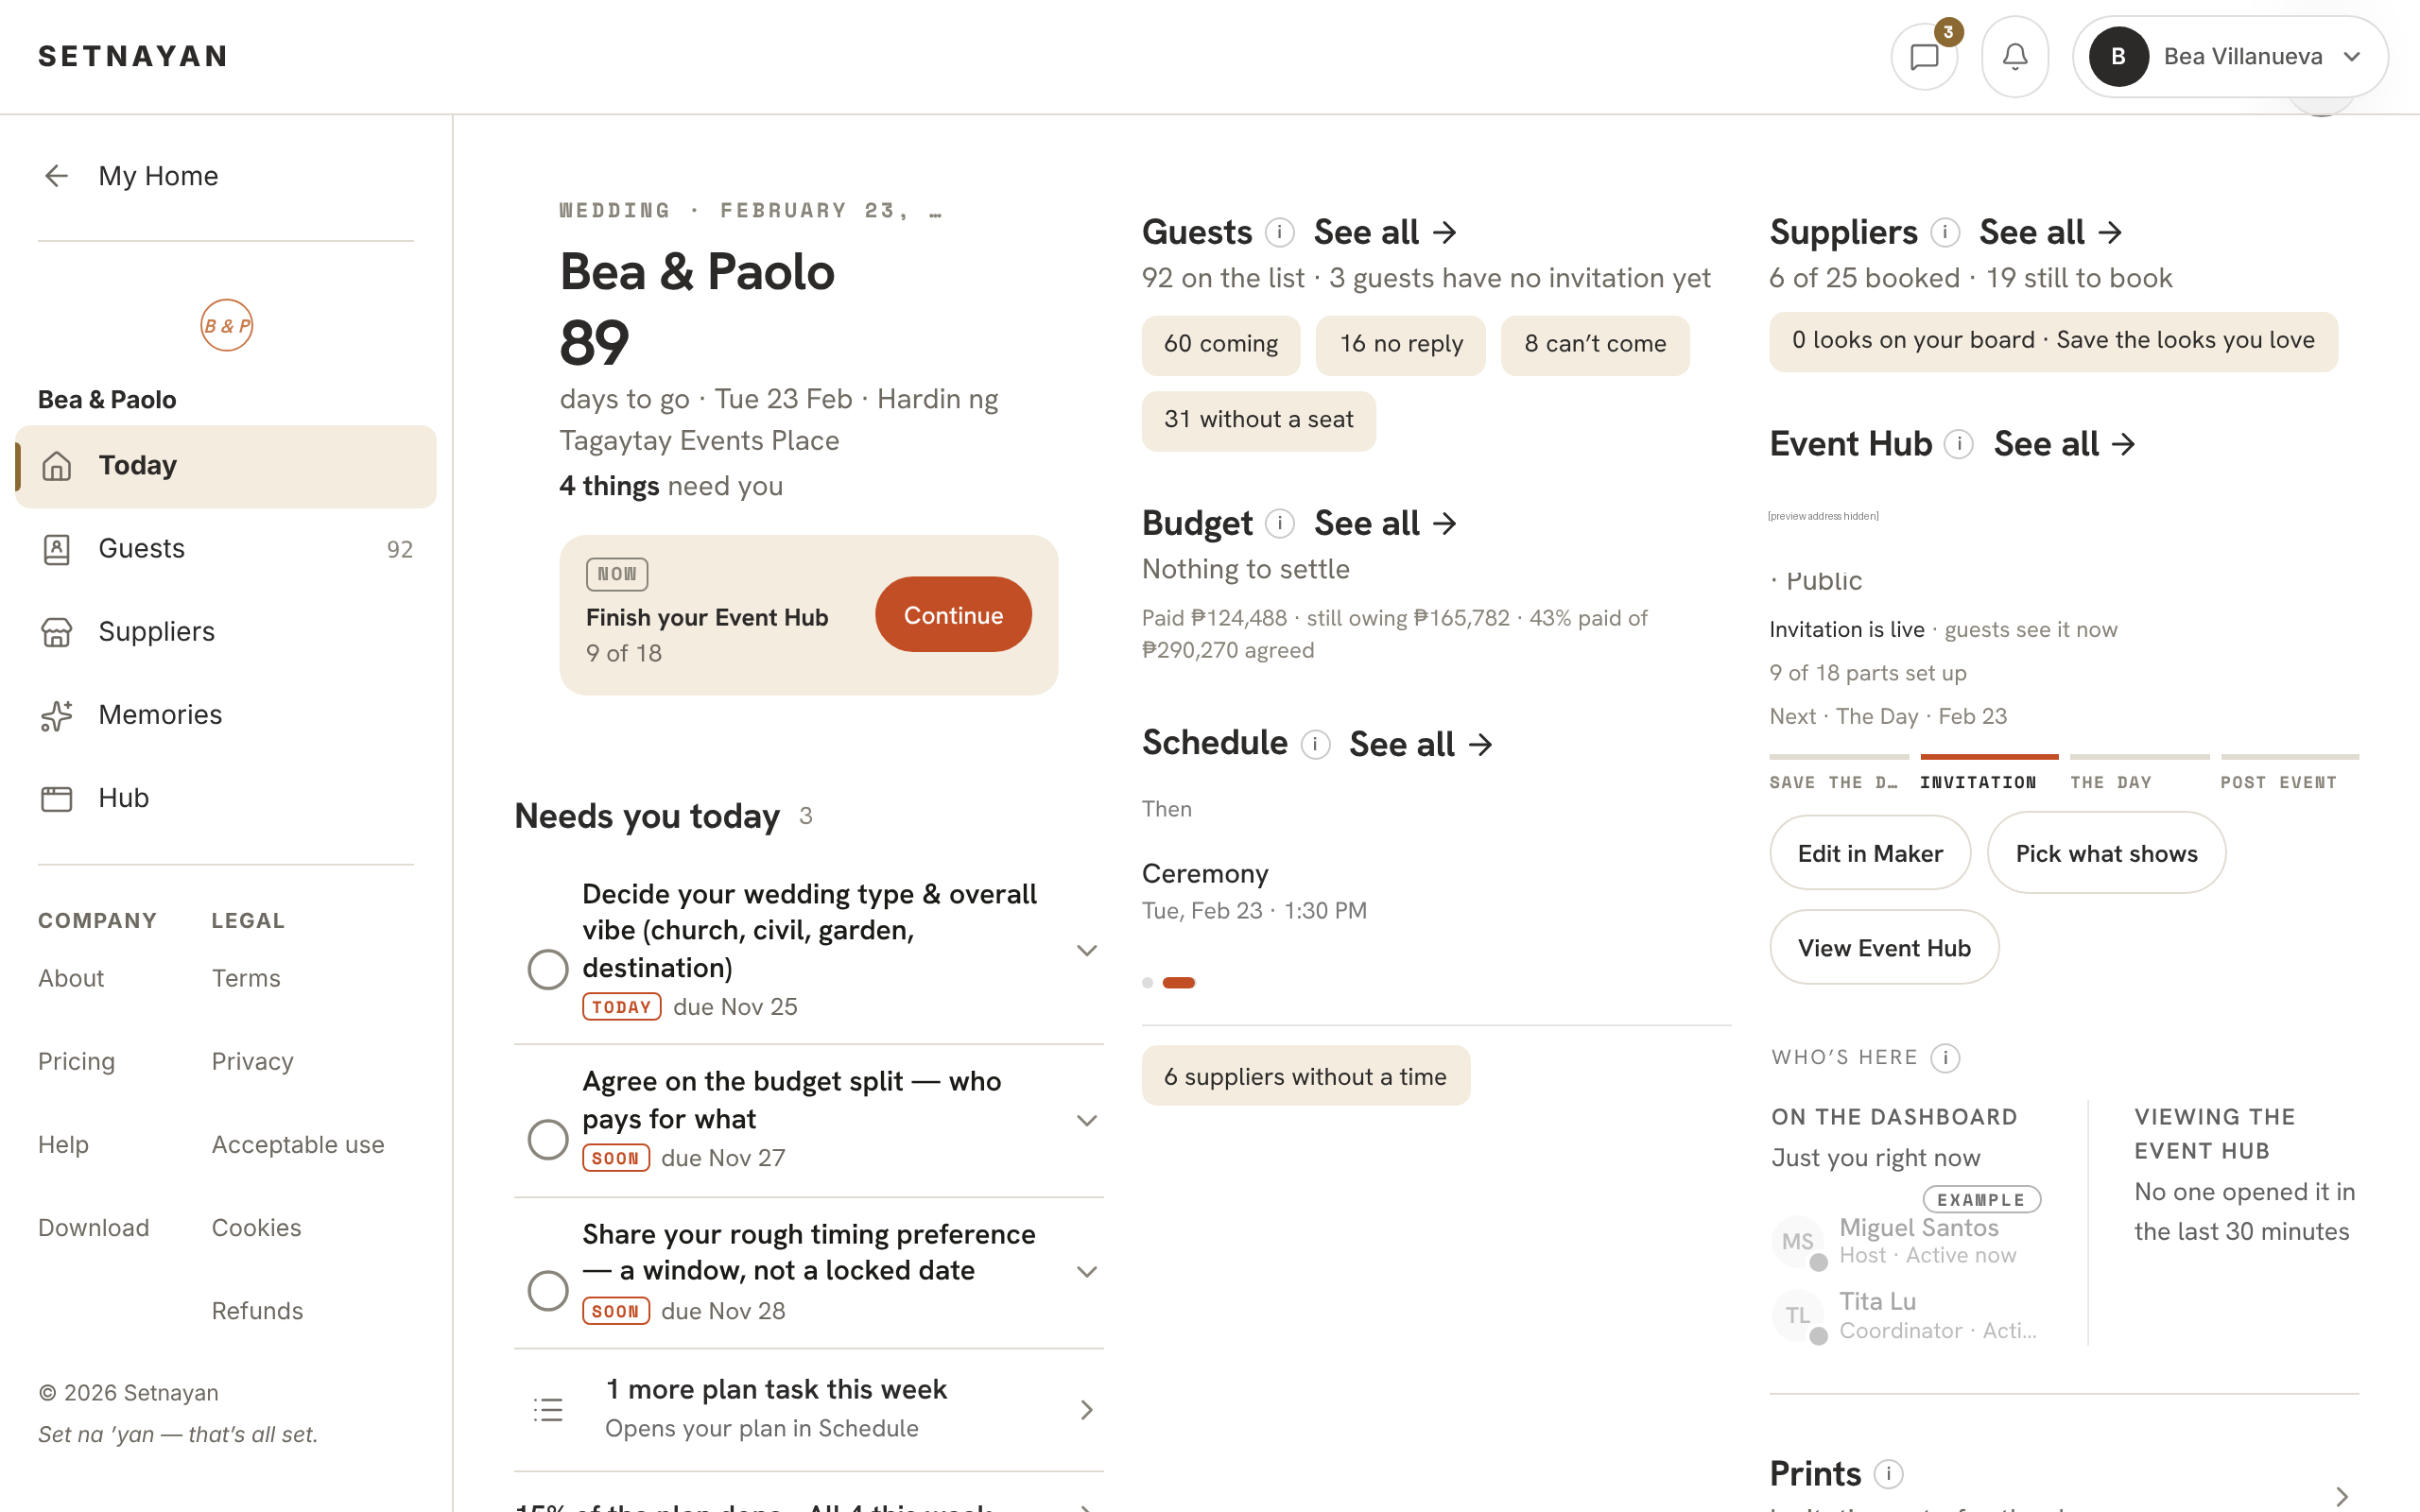 SETNAYAN
3
B
Bea Villanueva
My Home
B & P
Bea & Paolo
Today
Guests
92
Suppliers
Memories
Hub
COMPANY
LEGAL
About
Terms
Pricing
Privacy
Help
Acceptable use
Download
Cookies
Refunds
© 2026 Setnayan
Set na 'yan — that's all set.
WEDDING · FEBRUARY 23, …
Bea & Paolo
89
days to go · Tue 23 Feb · Hardin ng
Tagaytay Events Place
4 things need you
NOW
Finish your Event Hub
9 of 18
Continue
Needs you today 3
Decide your wedding type & overall
vibe (church, civil, garden,
destination)
TODAY due Nov 25
Agree on the budget split — who
pays for what
SOON due Nov 27
Share your rough timing preference
— a window, not a locked date
SOON due Nov 28
1 more plan task this week
Opens your plan in Schedule
15% of the plan done · All 4 this week
Guests i See all →
92 on the list · 3 guests have no invitation yet
60 coming
16 no reply
8 can't come
31 without a seat
Budget i See all →
Nothing to settle
Paid ₱124,488 · still owing ₱165,782 · 43% paid of
₱290,270 agreed
Schedule i See all →
Then
Ceremony
Tue, Feb 23 · 1:30 PM
6 suppliers without a time
Suppliers i See all →
6 of 25 booked · 19 still to book
0 looks on your board · Save the looks you love
Event Hub i See all →
[preview address hidden]
· Public
Invitation is live · guests see it now
9 of 18 parts set up
Next · The Day · Feb 23
SAVE THE D…
INVITATION
THE DAY
POST EVENT
Edit in Maker
Pick what shows
View Event Hub
WHO'S HERE i
ON THE DASHBOARD
Just you right now
EXAMPLE
MS
Miguel Santos
Host · Active now
TL
Tita Lu
Coordinator · Acti…
VIEWING THE
EVENT HUB
No one opened it in
the last 30 minutes
Prints i